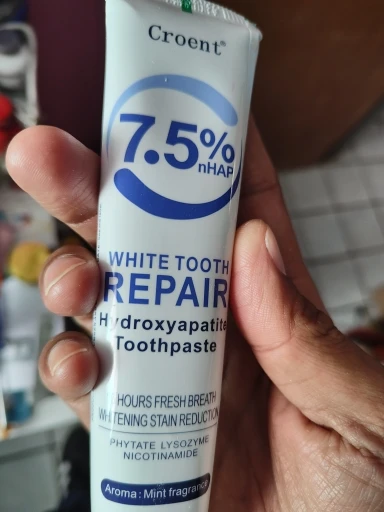 Croent®
7.5%
nHAP
WHITE TOOTH
REPAIR
Hydroxyapatite
Toothpaste
HOURS FRESH BREATH
WHITENING STAIN REDUCTION
PHYTATE LYSOZYME
NICOTINAMIDE
Aroma : Mint fragrance